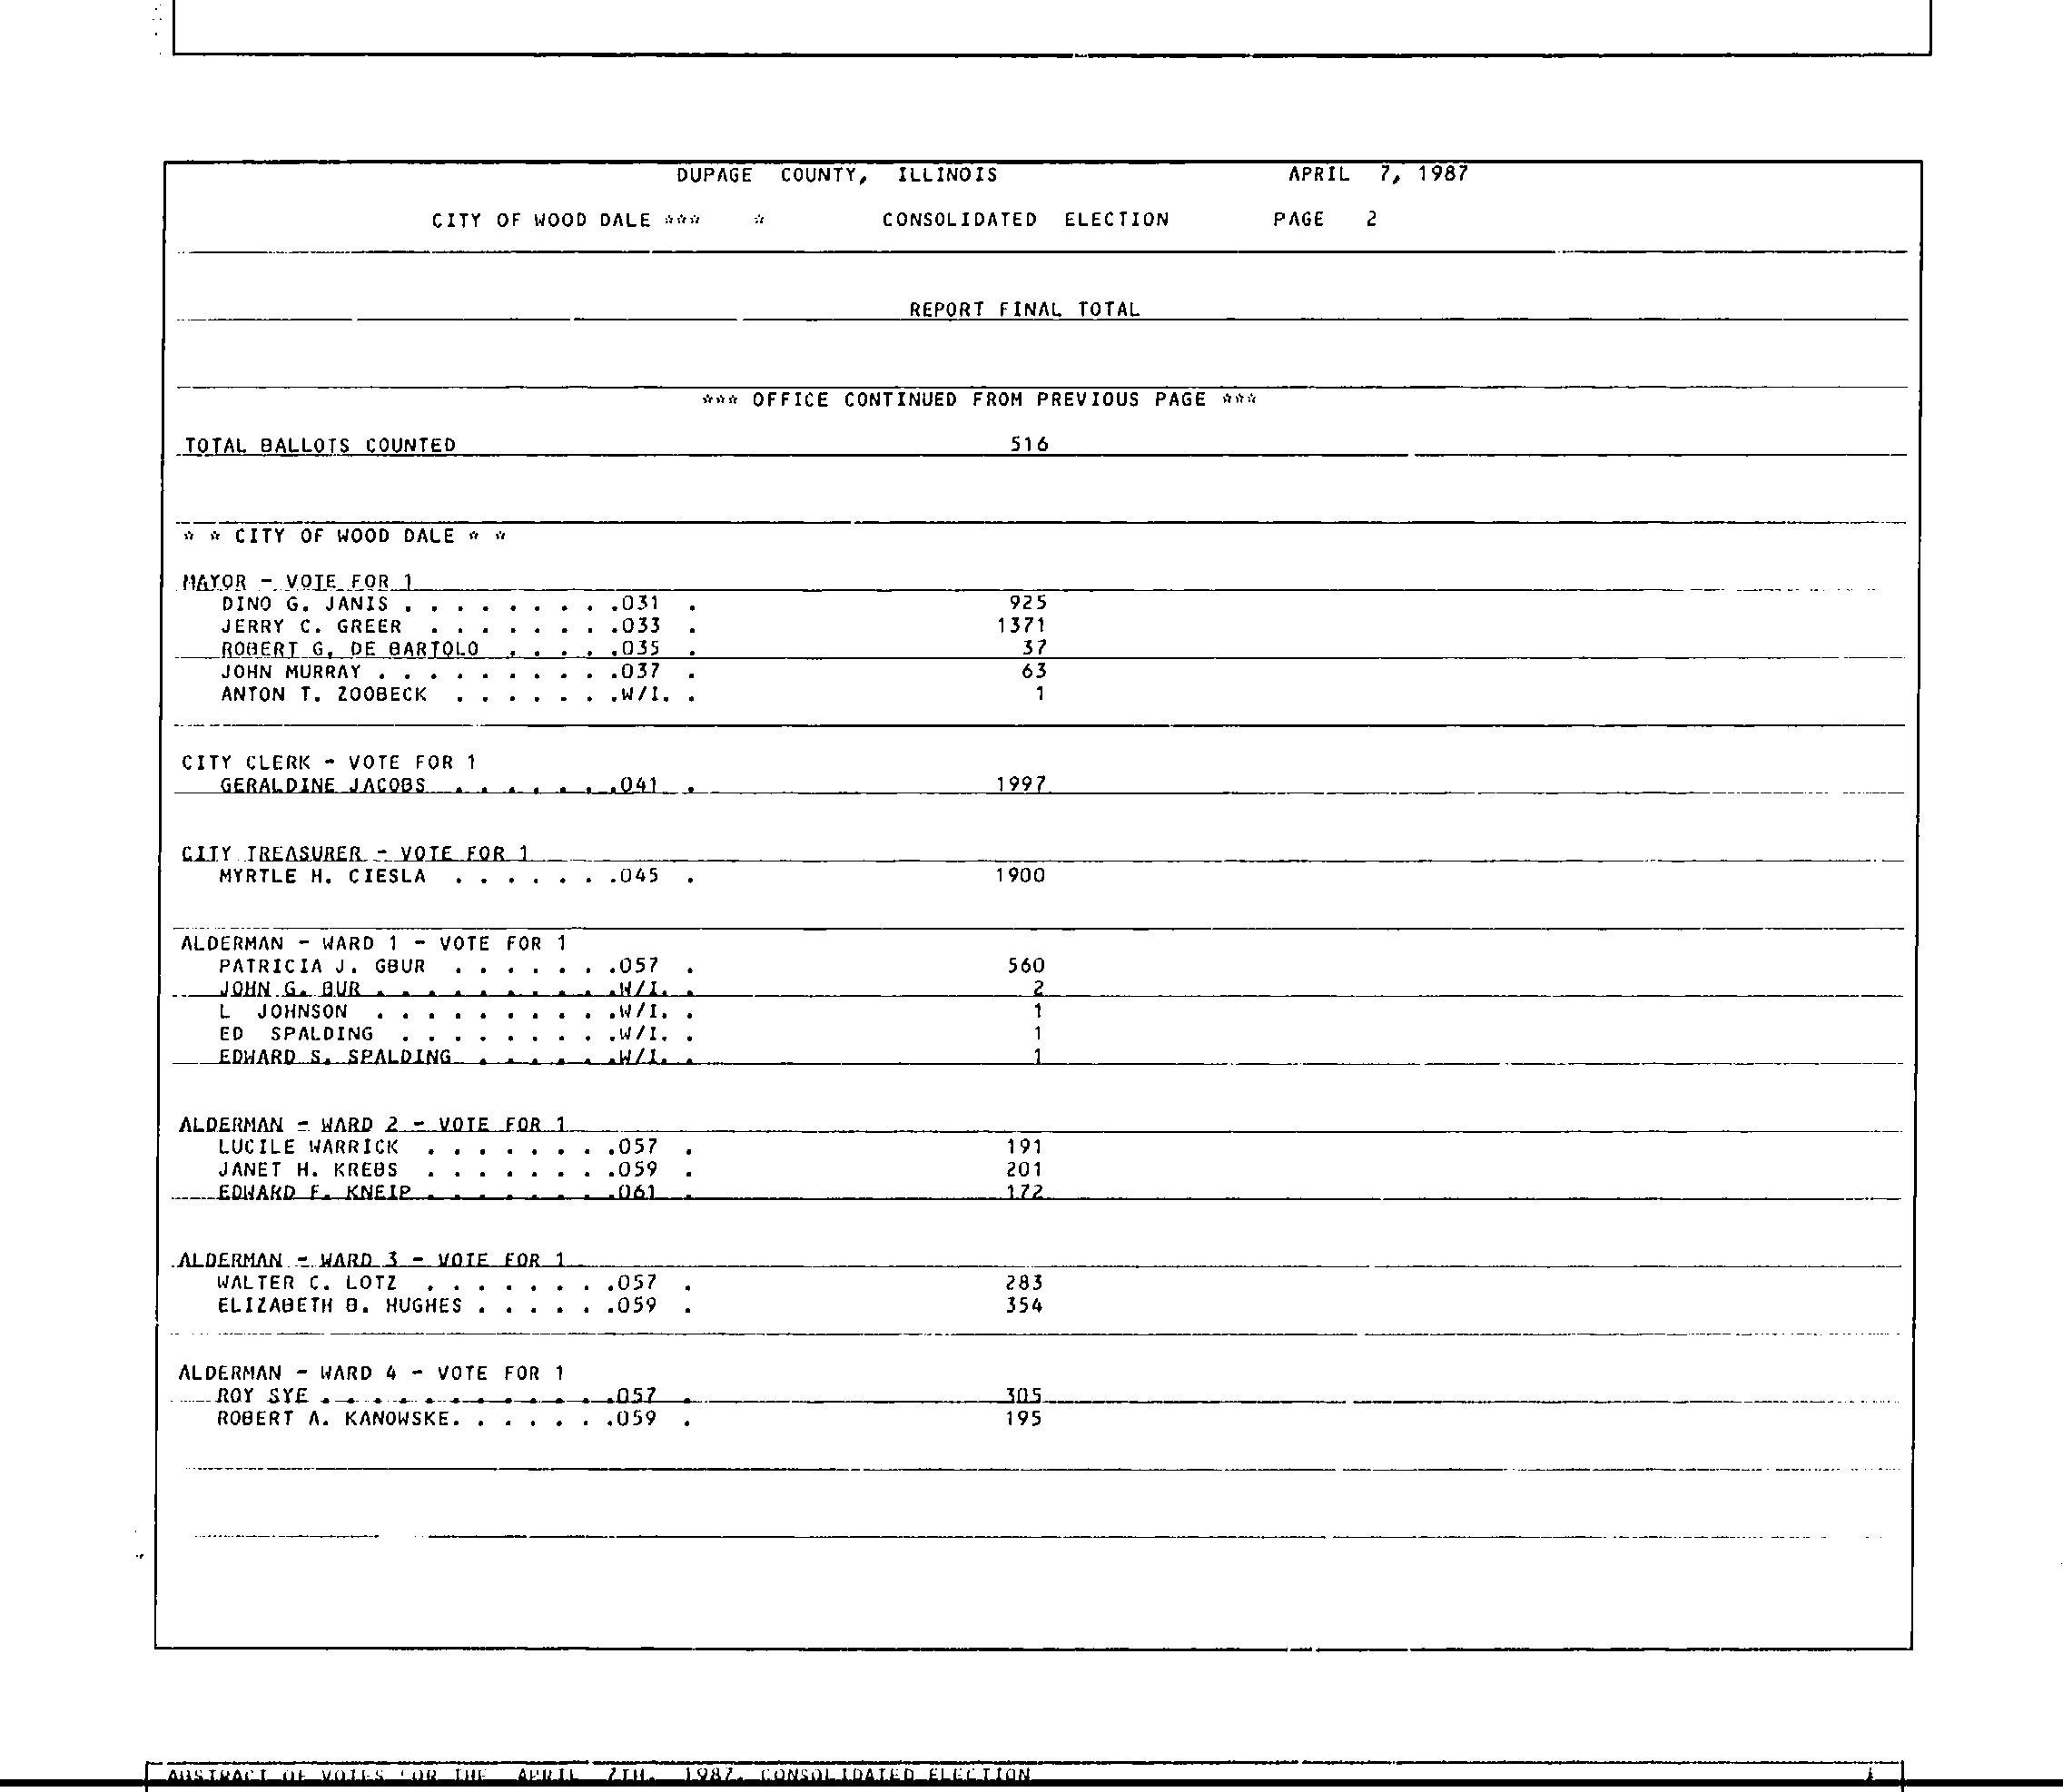 DUPAGE COUNTY, ILLINOIS APRIL 7, 1987
CITY OF WOOD DALE *** * CONSOLIDATED ELECTION PAGE 2
REPORT FINAL TOTAL
*** OFFICE CONTINUED FROM PREVIOUS PAGE ***
TOTAL BALLOTS COUNTED 516
* * CITY OF WOOD DALE * *
MAYOR - VOTE FOR 1
DINO G. JANIS . . . . . . . . .031 . 925
JERRY C. GREER . . . . . . . .033 . 1371
ROBERT G. DE BARTOLO . . . . .035 . 37
JOHN MURRAY . . . . . . . . . .037 . 63
ANTON T. ZOOBECK . . . . . . .W/I. . 1
CITY CLERK - VOTE FOR 1
GERALDINE JACOBS . . . . . . .041 . 1997
CITY TREASURER - VOTE FOR 1
MYRTLE H. CIESLA . . . . . . .045 . 1900
ALDERMAN - WARD 1 - VOTE FOR 1
PATRICIA J. GBUR . . . . . . .057 . 560
JOHN G. BUR . . . . . . . . . .W/I. . 2
L JOHNSON . . . . . . . . . .W/I. . 1
ED SPALDING . . . . . . . . .W/I. . 1
EDWARD S. SPALDING . . . . . .W/I. . 1
ALDERMAN - WARD 2 - VOTE FOR 1
LUCILE WARRICK . . . . . . . .057 . 191
JANET H. KREBS . . . . . . . .059 . 201
EDWARD F. KNEIP . . . . . . . .061 . 172
ALDERMAN - WARD 3 - VOTE FOR 1
WALTER C. LOTZ . . . . . . . .057 . 283
ELIZABETH B. HUGHES . . . . . .059 . 354
ALDERMAN - WARD 4 - VOTE FOR 1
ROY SYE . . . . . . . . . . . .057 . 305
ROBERT A. KANOWSKE. . . . . . .059 . 195
ABSTRACT OF VOTES FOR THE APRIL 7TH, 1987, CONSOLIDATED ELECTION